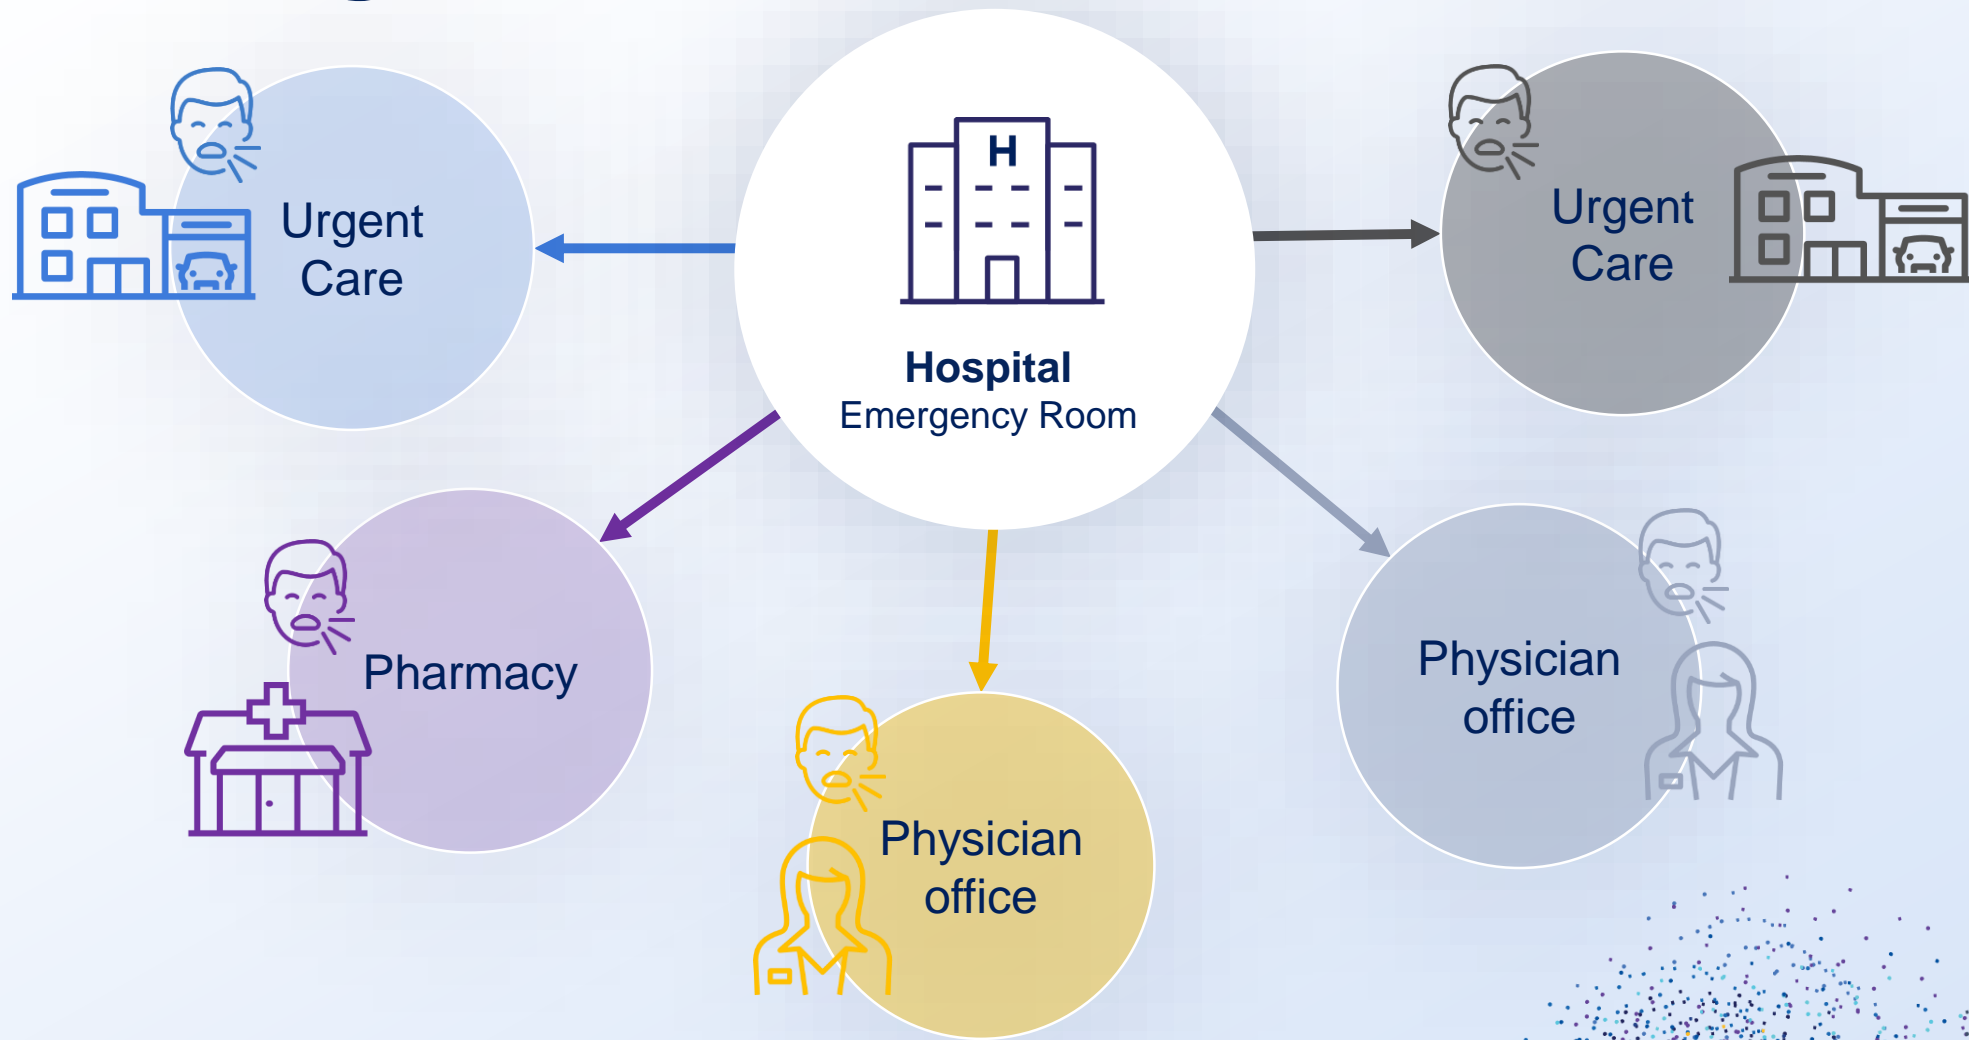 H
Hospital
Emergency Room
Urgent
Care
Urgent
Care
Pharmacy
Physician
office
Physician
office